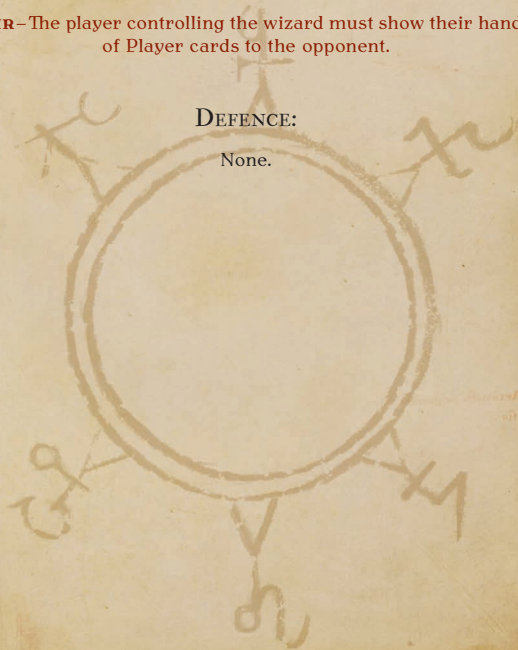 R–The player controlling the wizard must show their hand
of Player cards to the opponent.
DEFENCE:
None.